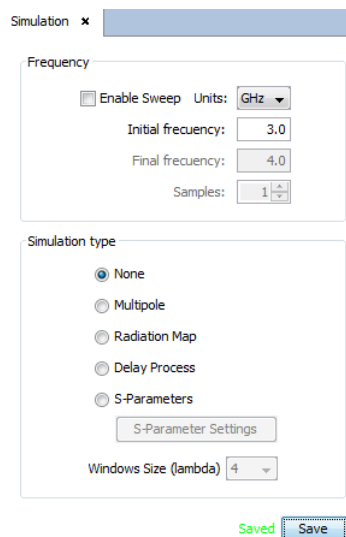 Simulation ×
Frequency
Enable Sweep Units: GHz
Initial frecuency: 3.0
Final frecuency: 4.0
Samples: 1
Simulation type
None
Multipole
Radiation Map
Delay Process
S-Parameters
S-Parameter Settings
Windows Size (lambda) 4
Saved Save